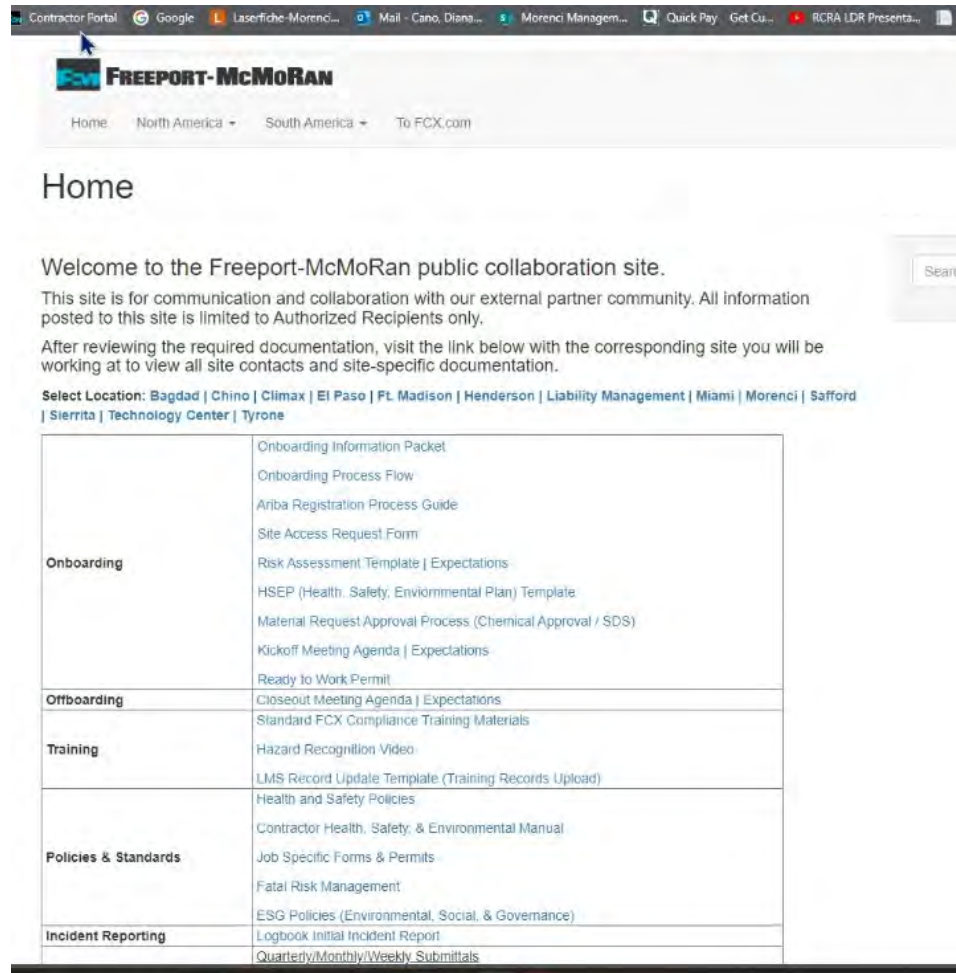 Contractor Portal Google Laserfiche-Morenci... Mail - Cano, Diana... Morenci Managem... Quick Pay Get Cu... RCRA LDR Presenta...
FCX FREEPORT-MCMORAN
Home North America South America To FCX.com
Home
Welcome to the Freeport-McMoRan public collaboration site.
Sear
This site is for communication and collaboration with our external partner community. All information
posted to this site is limited to Authorized Recipients only.
After reviewing the required documentation, visit the link below with the corresponding site you will be
working at to view all site contacts and site-specific documentation.
Select Location: Bagdad | Chino | Climax | El Paso | Ft. Madison | Henderson | Liability Management | Miami | Morenci | Safford
| Sierrita | Technology Center | Tyrone
Onboarding Information Packet
Onboarding Process Flow
Ariba Registration Process Guide
Site Access Request Form
Onboarding
Risk Assessment Template | Expectations
HSEP (Health, Safety, Enviornmental Plan) Template
Material Request Approval Process (Chemical Approval / SDS)
Kickoff Meeting Agenda | Expectations
Ready to Work Permit
Offboarding
Closeout Meeting Agenda | Expectations
Standard FCX Compliance Training Materials
Training
Hazard Recognition Video
LMS Record Update Template (Training Records Upload)
Health and Safety Policies
Contractor Health, Safety, & Environmental Manual
Policies & Standards
Job Specific Forms & Permits
Fatal Risk Management
ESG Policies (Environmental, Social, & Governance)
Incident Reporting
Logbook Initial Incident Report
Quarterly/Monthly/Weekly Submittals